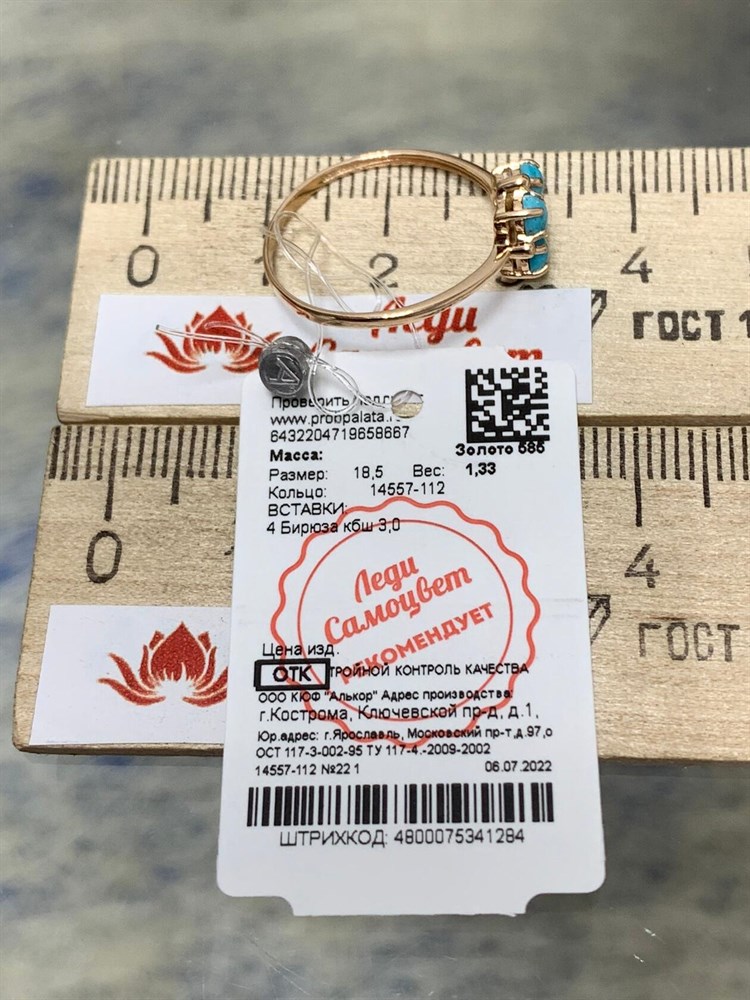 0 1 2 4
ГОСТ 1
Леди
Самоцвет
Проверить
www.probpalata.r
6432204719658667
Золото 585
Масса:
Размер: 18,5 Вес: 1,33
Кольцо: 14557-112
ВСТАВКИ:
4 Бирюза кбш 3,0
0 4
ГОСТ
Леди
Самоцвет
РЕКОМЕНДУЕТ
Цена изд.
ОТК ТРОЙНОЙ КОНТРОЛЬ КАЧЕСТВА
ООО КЮФ "Алькор" Адрес производства:
г.Кострома, Ключевской пр-д, д.1,
Юр.адрес: г.Ярославль, Московский пр-т,д.97,о
ОСТ 117-3-002-95 ТУ 117-4.-2009-2002
14557-112 №22 1 06.07.2022
ШТРИХКОД: 4800075341284